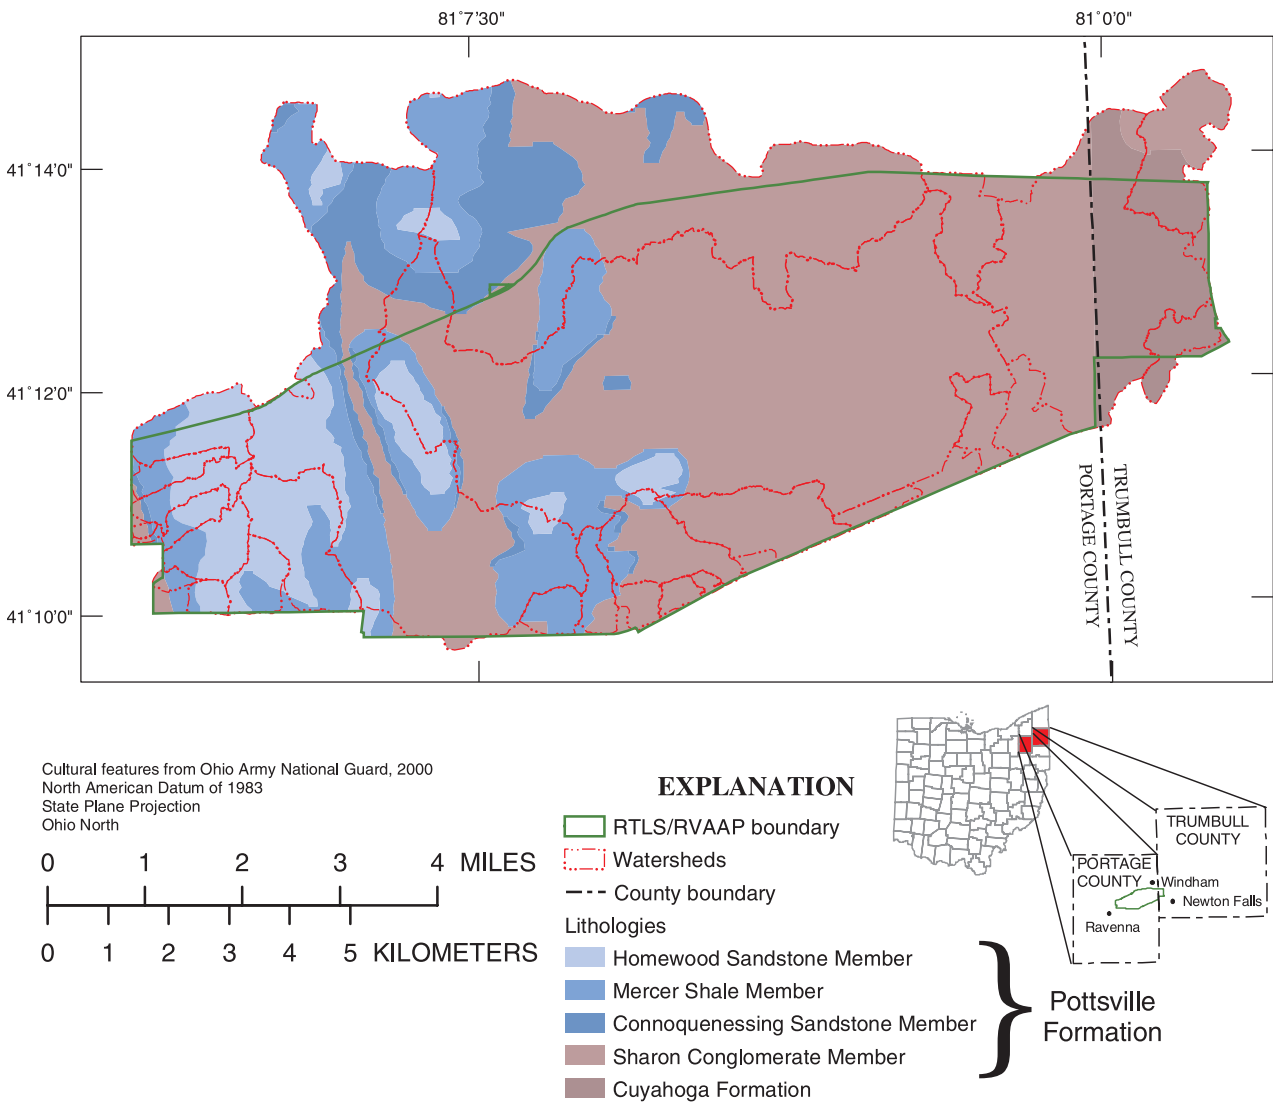 81°7'30"
81°0'0"
41°14'0"
41°12'0"
41°10'0"
TRUMBULL COUNTY
PORTAGE COUNTY
Cultural features from Ohio Army National Guard, 2000
North American Datum of 1983
State Plane Projection
Ohio North
0 1 2 3 4 MILES
0 1 2 3 4 5 KILOMETERS
EXPLANATION
RTLS/RVAAP boundary
Watersheds
County boundary
Lithologies
Homewood Sandstone Member
Mercer Shale Member
Connoquenessing Sandstone Member
Sharon Conglomerate Member
Cuyahoga Formation
Pottsville
Formation
TRUMBULL
COUNTY
PORTAGE
COUNTY
Windham
Newton Falls
Ravenna